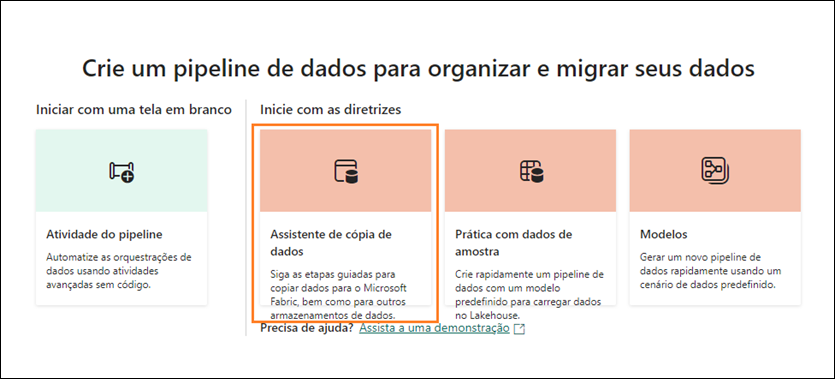 Crie um pipeline de dados para organizar e migrar seus dados
Iniciar com uma tela em branco
Inicie com as diretrizes
Atividade do pipeline
Automatize as orquestrações de
dados usando atividades
avançadas sem código.
Assistente de cópia de
dados
Siga as etapas guiadas para
copiar dados para o Microsoft
Fabric, bem como para outros
armazenamentos de dados.
Prática com dados de
amostra
Crie rapidamente um pipeline de
dados com um modelo
predefinido para carregar dados
no Lakehouse.
Modelos
Gerar um novo pipeline de
dados rapidamente usando um
cenário de dados predefinido.
Precisa de ajuda? Assista a uma demonstração